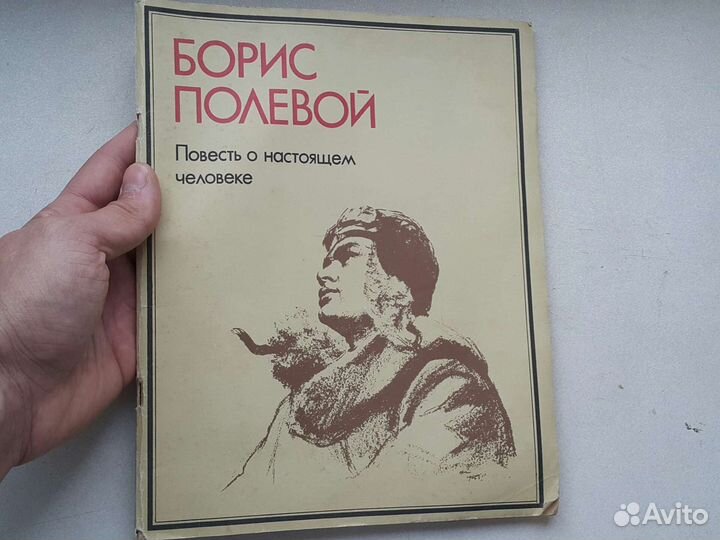 БОРИС
ПОЛЕВОЙ
Повесть о настоящем
человеке
Avito